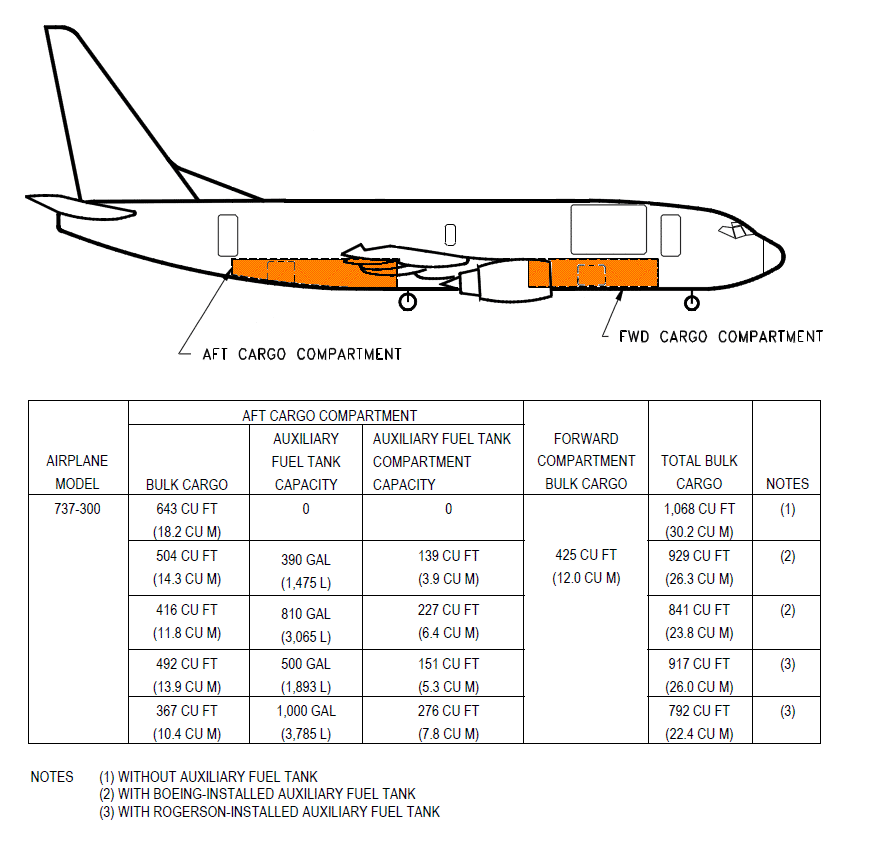 FWD CARGO COMPARTMENT
AFT CARGO COMPARTMENT
AFT CARGO COMPARTMENT
AIRPLANE MODEL
BULK CARGO
AUXILIARY FUEL TANK CAPACITY
AUXILIARY FUEL TANK COMPARTMENT CAPACITY
FORWARD COMPARTMENT BULK CARGO
TOTAL BULK CARGO
NOTES
737-300 643 CU FT 0 0 1,068 CU FT (1)
(18.2 CU M) (30.2 CU M)
504 CU FT 390 GAL 139 CU FT 425 CU FT 929 CU FT (2)
(14.3 CU M) (1,475 L) (3.9 CU M) (12.0 CU M) (26.3 CU M)
416 CU FT 810 GAL 227 CU FT 841 CU FT (2)
(11.8 CU M) (3,065 L) (6.4 CU M) (23.8 CU M)
492 CU FT 500 GAL 151 CU FT 917 CU FT (3)
(13.9 CU M) (1,893 L) (5.3 CU M) (26.0 CU M)
367 CU FT 1,000 GAL 276 CU FT 792 CU FT (3)
(10.4 CU M) (3,785 L) (7.8 CU M) (22.4 CU M)
NOTES (1) WITHOUT AUXILIARY FUEL TANK
(2) WITH BOEING-INSTALLED AUXILIARY FUEL TANK
(3) WITH ROGERSON-INSTALLED AUXILIARY FUEL TANK